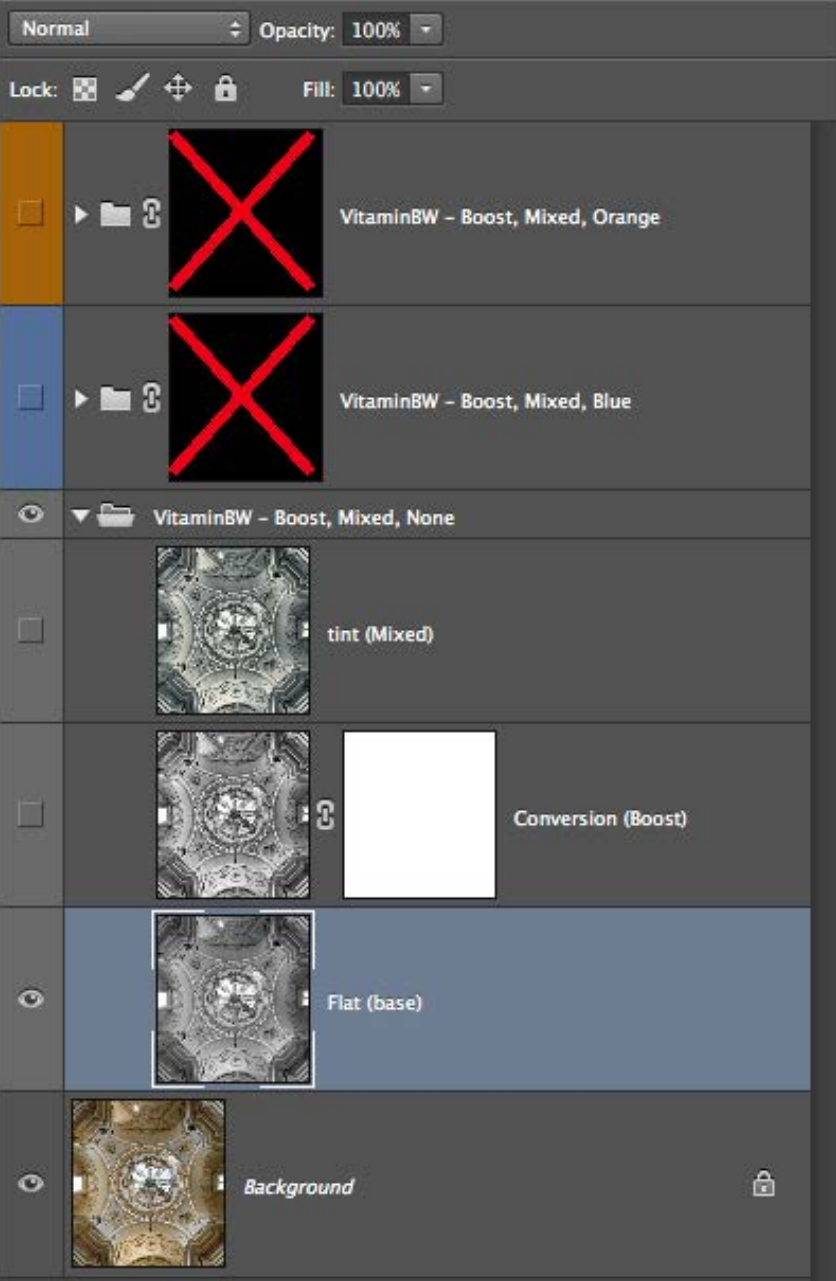 Normal Opacity: 100%
Lock: Fill: 100%
VitaminBW – Boost, Mixed, Orange
VitaminBW – Boost, Mixed, Blue
VitaminBW – Boost, Mixed, None
tint (Mixed)
Conversion (Boost)
Flat (base)
Background